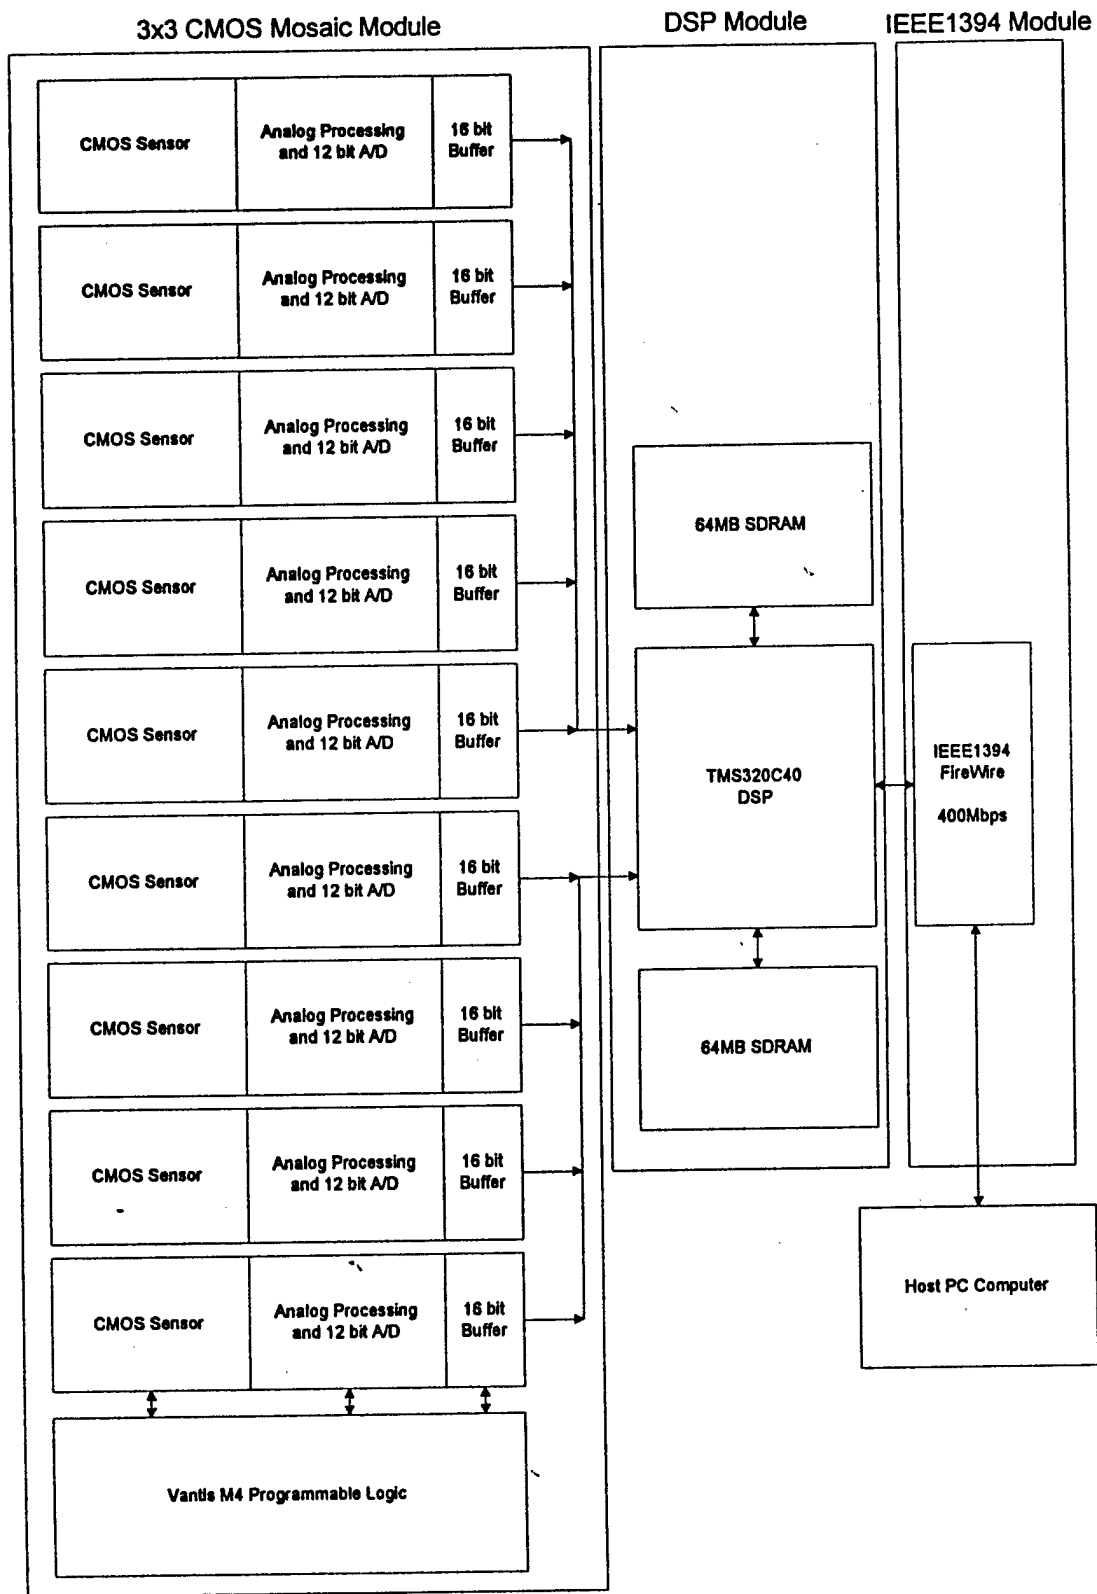 3x3 CMOS Mosaic Module
DSP Module
IEEE1394 Module
CMOS Sensor
Analog Processing
and 12 bit A/D
16 bit
Buffer
CMOS Sensor
Analog Processing
and 12 bit A/D
16 bit
Buffer
CMOS Sensor
Analog Processing
and 12 bit A/D
16 bit
Buffer
CMOS Sensor
Analog Processing
and 12 bit A/D
16 bit
Buffer
CMOS Sensor
Analog Processing
and 12 bit A/D
16 bit
Buffer
CMOS Sensor
Analog Processing
and 12 bit A/D
16 bit
Buffer
CMOS Sensor
Analog Processing
and 12 bit A/D
16 bit
Buffer
CMOS Sensor
Analog Processing
and 12 bit A/D
16 bit
Buffer
CMOS Sensor
Analog Processing
and 12 bit A/D
16 bit
Buffer
Vantis M4 Programmable Logic
64MB SDRAM
TMS320C40
DSP
64MB SDRAM
IEEE1394
FireWire
400Mbps
Host PC Computer